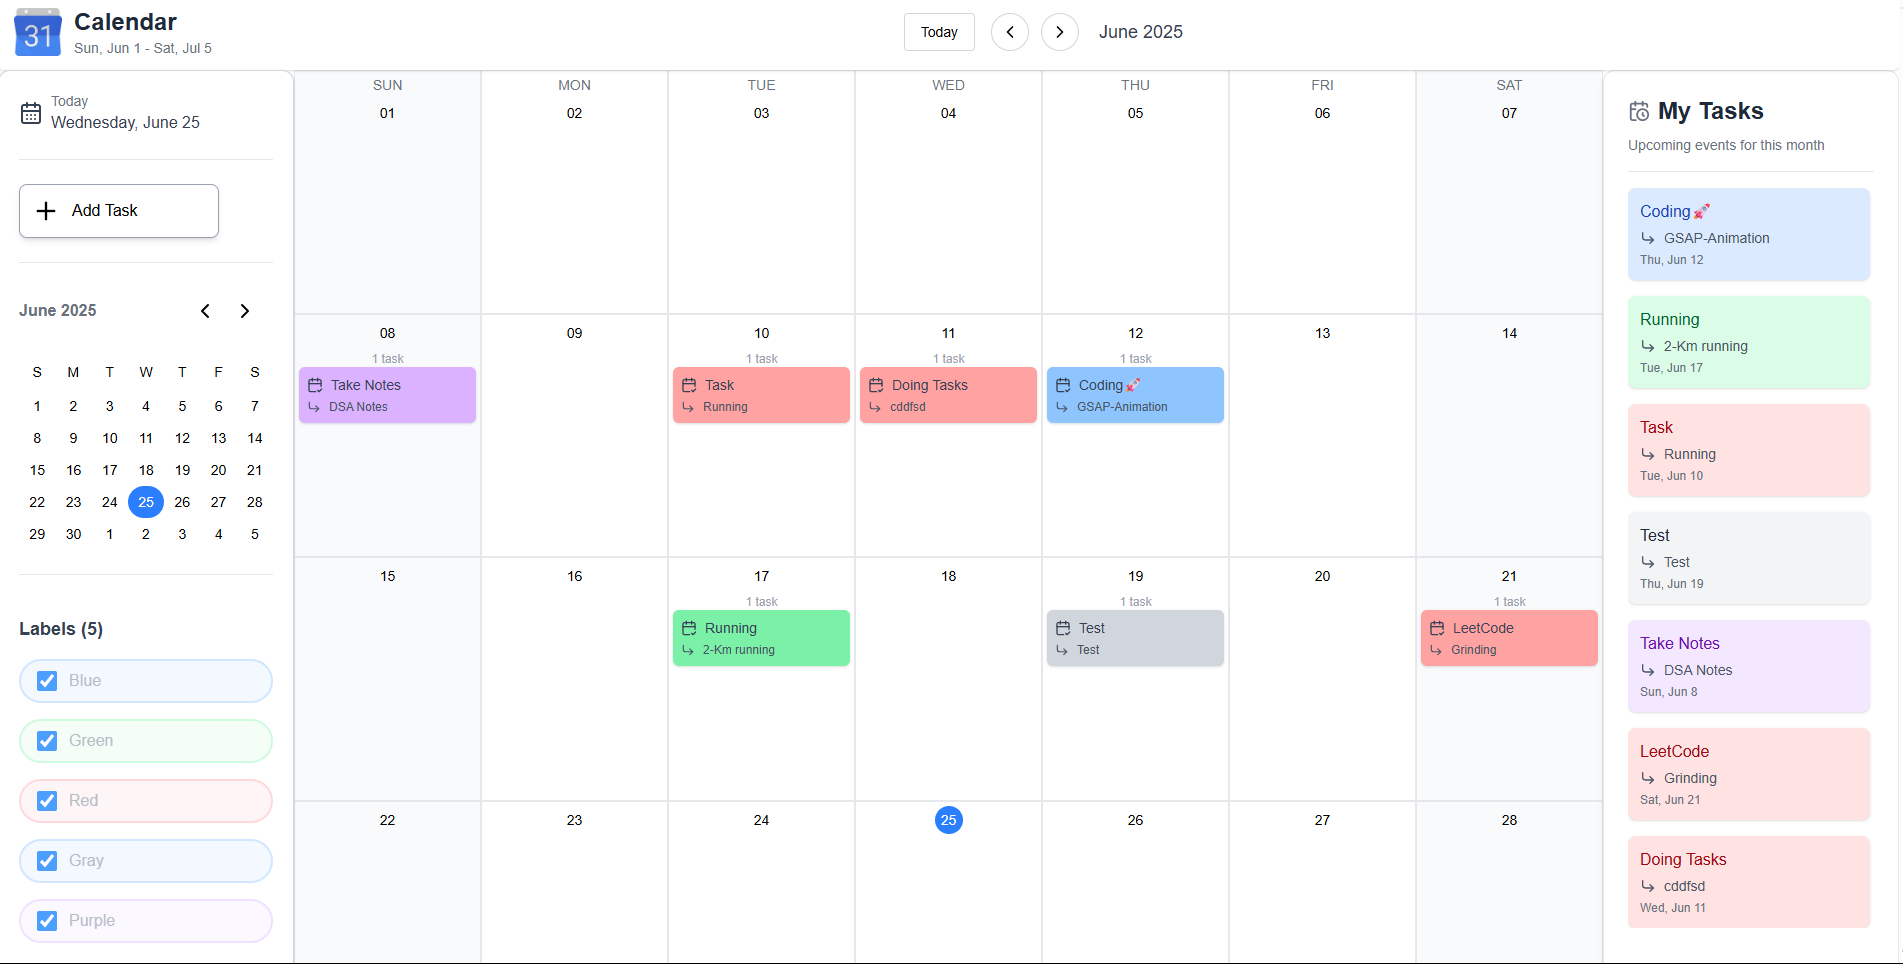 31
Calendar
Sun, Jun 1 - Sat, Jul 5
Today
June 2025
Today
Wednesday, June 25
Add Task
June 2025
S M T W T F S
1 2 3 4 5 6 7
8 9 10 11 12 13 14
15 16 17 18 19 20 21
22 23 24 25 26 27 28
29 30 1 2 3 4 5
Labels (5)
Blue
Green
Red
Gray
Purple
SUN MON TUE WED THU FRI SAT
01 02 03 04 05 06 07
08 09 10 11 12 13 14
1 task 1 task 1 task 1 task
Take Notes Task Doing Tasks Coding🚀
DSA Notes Running cddfsd GSAP-Animation
15 16 17 18 19 20 21
1 task 1 task 1 task
Running Test LeetCode
2-Km running Test Grinding
22 23 24 25 26 27 28
My Tasks
Upcoming events for this month
Coding🚀
GSAP-Animation
Thu, Jun 12
Running
2-Km running
Tue, Jun 17
Task
Running
Tue, Jun 10
Test
Test
Thu, Jun 19
Take Notes
DSA Notes
Sun, Jun 8
LeetCode
Grinding
Sat, Jun 21
Doing Tasks
cddfsd
Wed, Jun 11